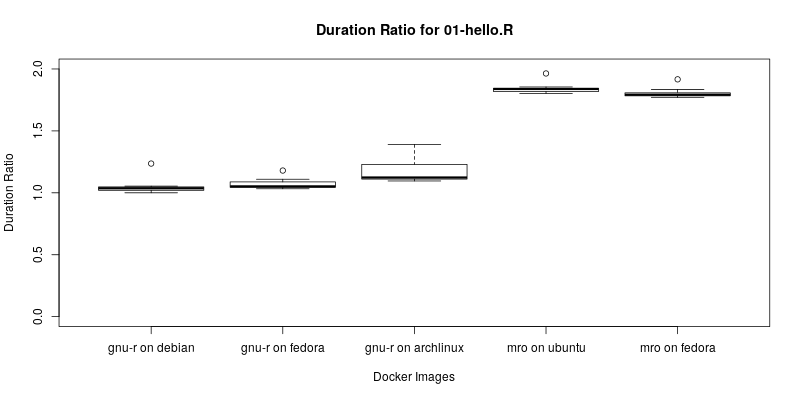 Duration Ratio for 01-hello.R
Duration Ratio
2.0
1.5
1.0
0.5
0.0
gnu-r on debian gnu-r on fedora gnu-r on archlinux mro on ubuntu mro on fedora
Docker Images